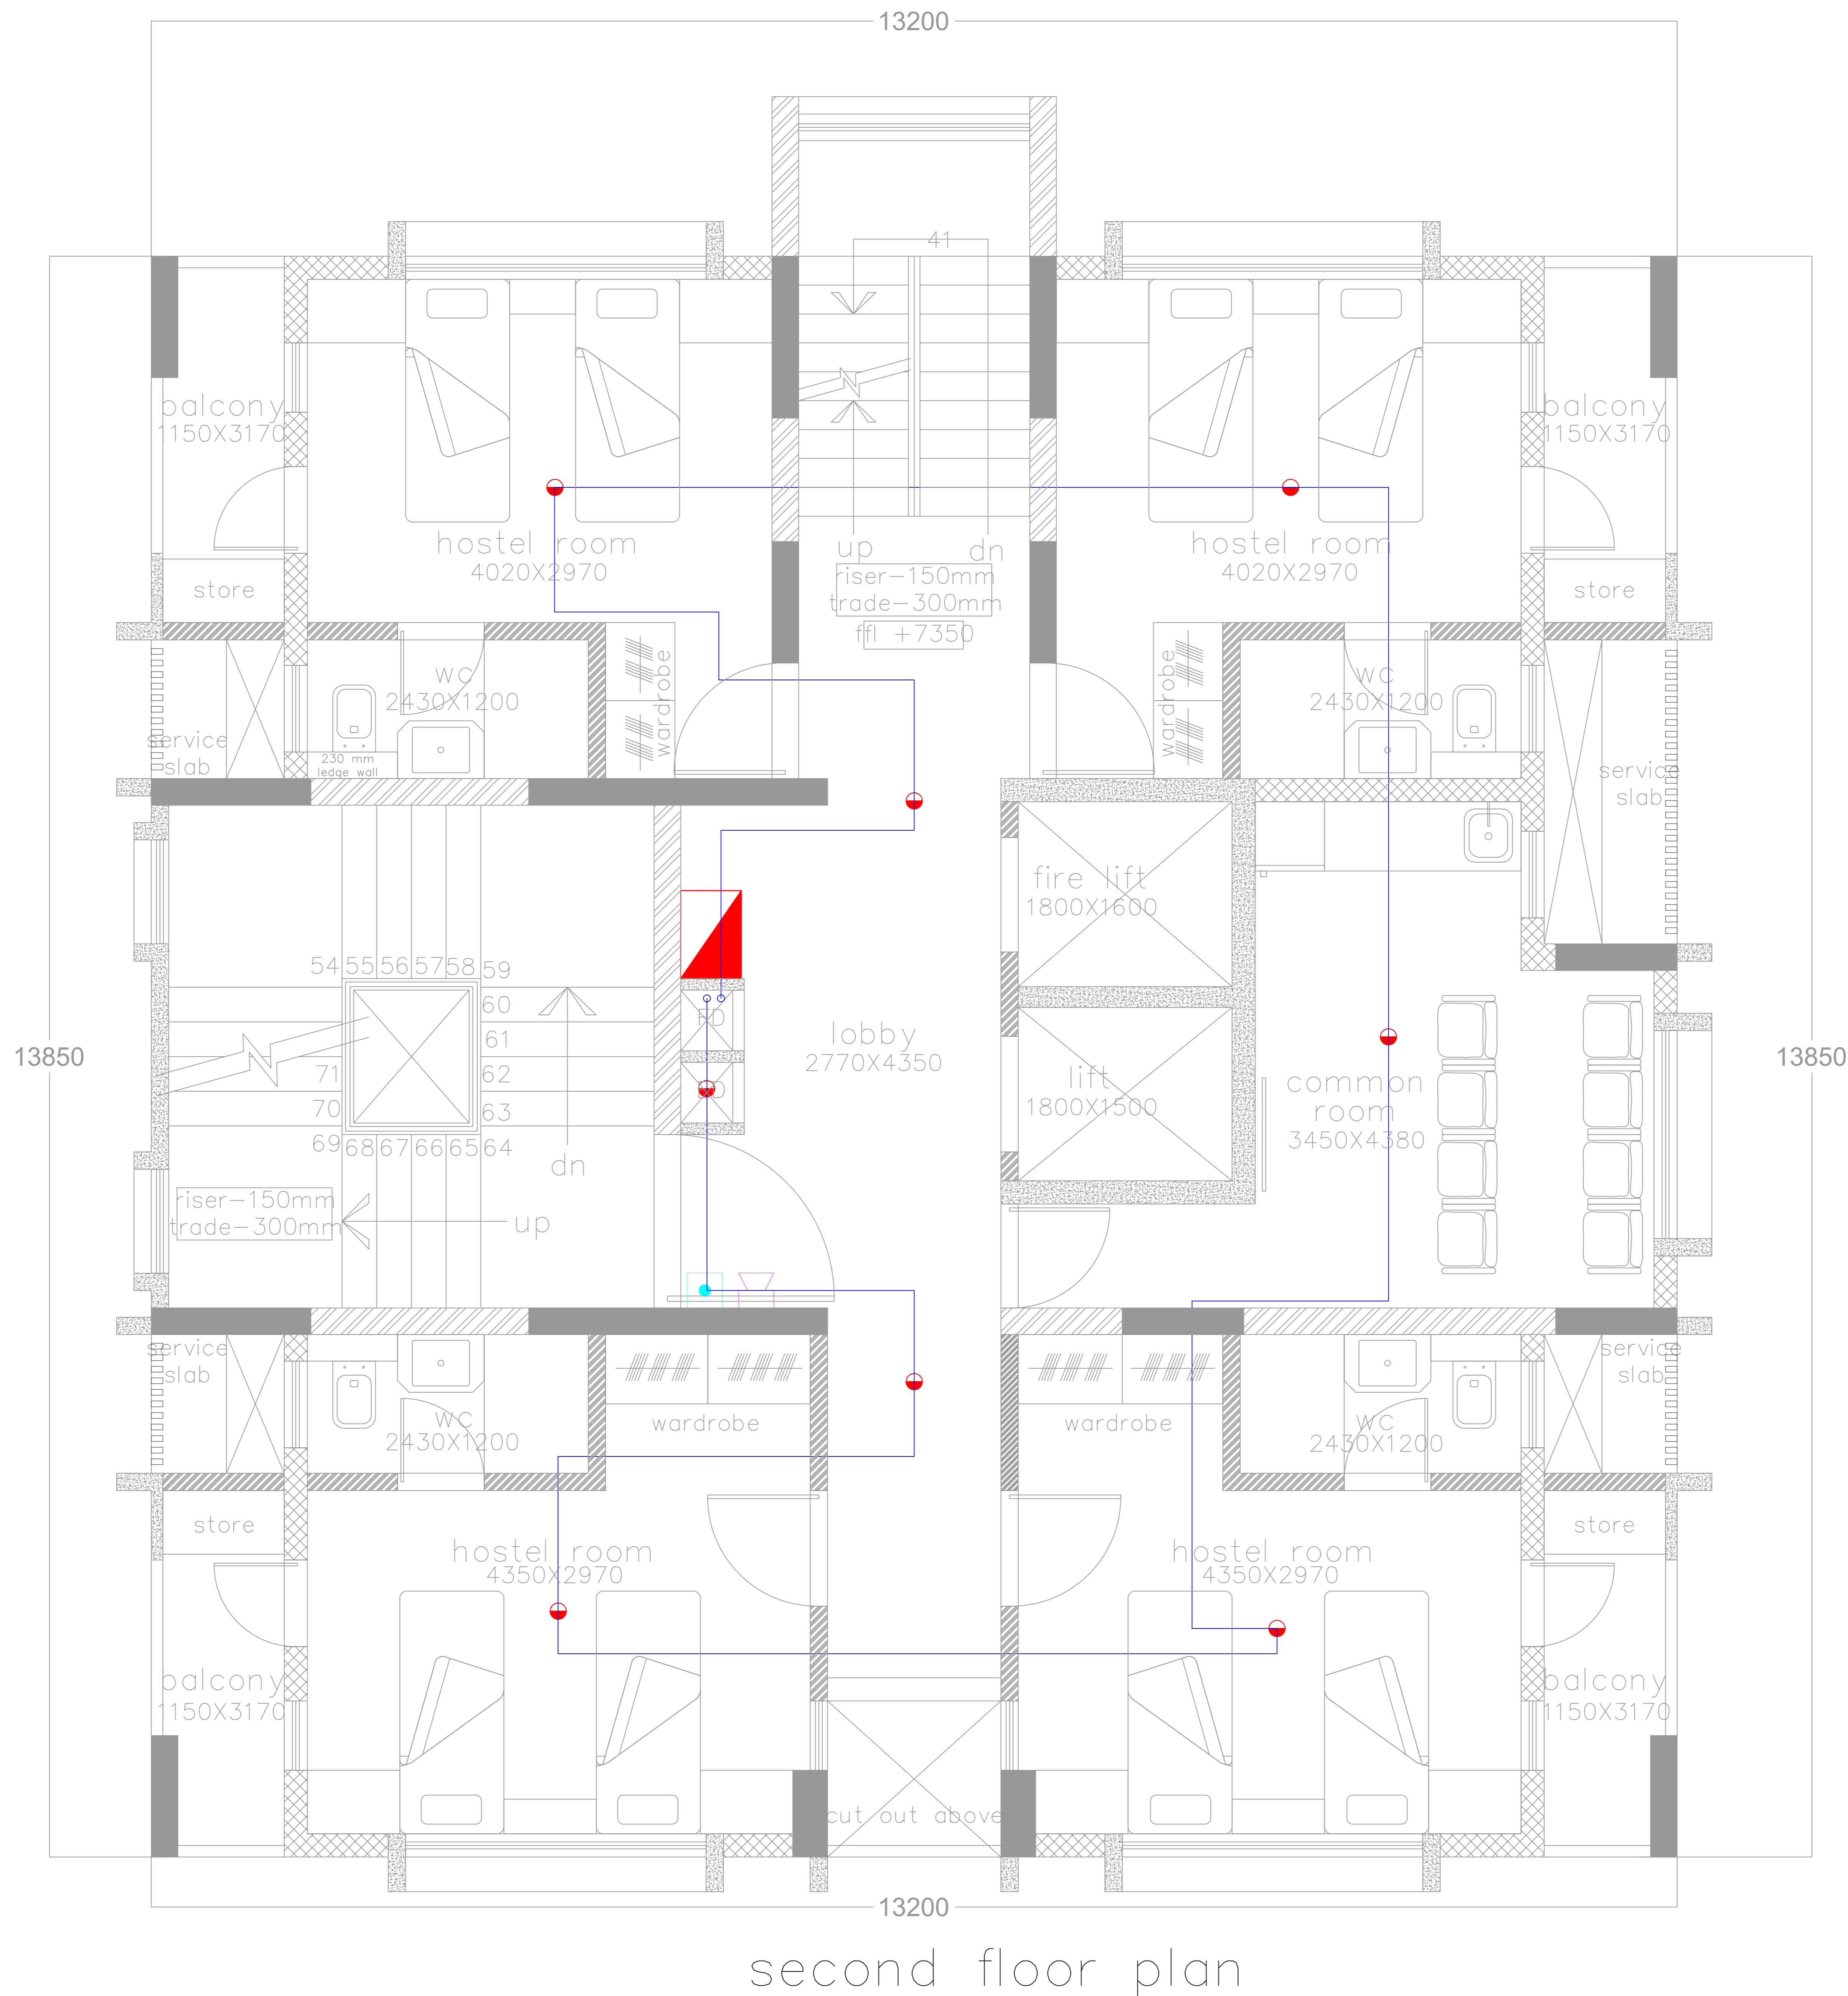 13200
41
balcony
1150X3170
balcony
1150X3170
hostel room
4020X2970
up
dn
hostel room
4020X2970
riser-150mm
trade-300mm
ffl +7350
store
store
WC
2430X1200
wardrobe
wardrobe
WC
2430X1200
service
slab
230 mm
ledge wall
service
slab
fire lift
1800X1600
54
55
56
57
58
59
60
61
62
63
64
65
66
67
68
69
70
71
lobby
2770X4350
13850
13850
lift
1800X1500
common
room
3450X4380
dn
riser-150mm
trade-300mm
up
service
slab
service
slab
WC
2430X1200
wardrobe
wardrobe
WC
2430X1200
store
store
hostel room
4350X2970
hostel room
4350X2970
balcony
1150X3170
balcony
1150X3170
cut out above
13200
second floor plan